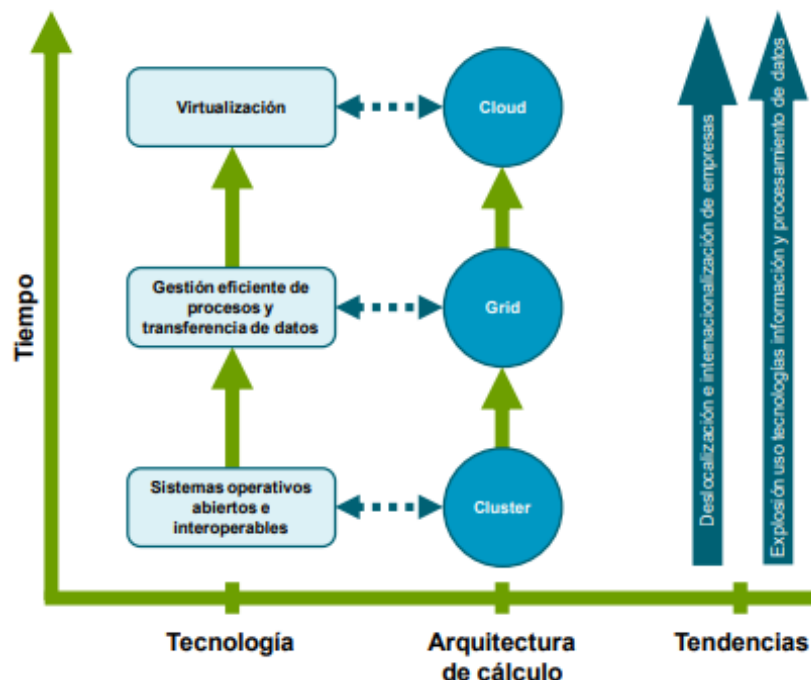 Virtualización
Cloud
Gestión eficiente de
procesos y
transferencia de datos
Grid
Sistemas operativos
abiertos e
interoperables
Cluster
Deslocalización e internacionalización de empresas
Explosión uso tecnologías información y procesamiento de datos
Tiempo
Tecnología
Arquitectura
de cálculo
Tendencias